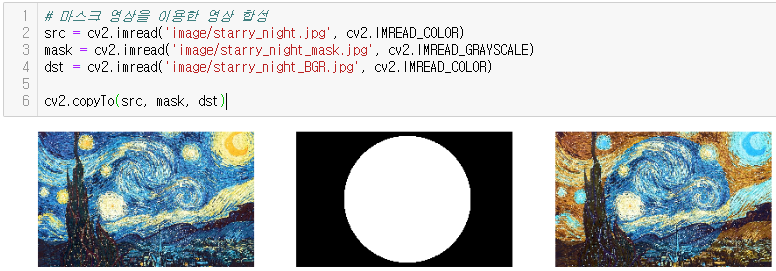 1 # 마스크 영상을 이용한 영상 합성
2 src = cv2.imread('image/starry_night.jpg', cv2.IMREAD_COLOR)
3 mask = cv2.imread('image/starry_night_mask.jpg', cv2.IMREAD_GRAYSCALE)
4 dst = cv2.imread('image/starry_night_BGR.jpg', cv2.IMREAD_COLOR)
5
6 cv2.copyTo(src, mask, dst)